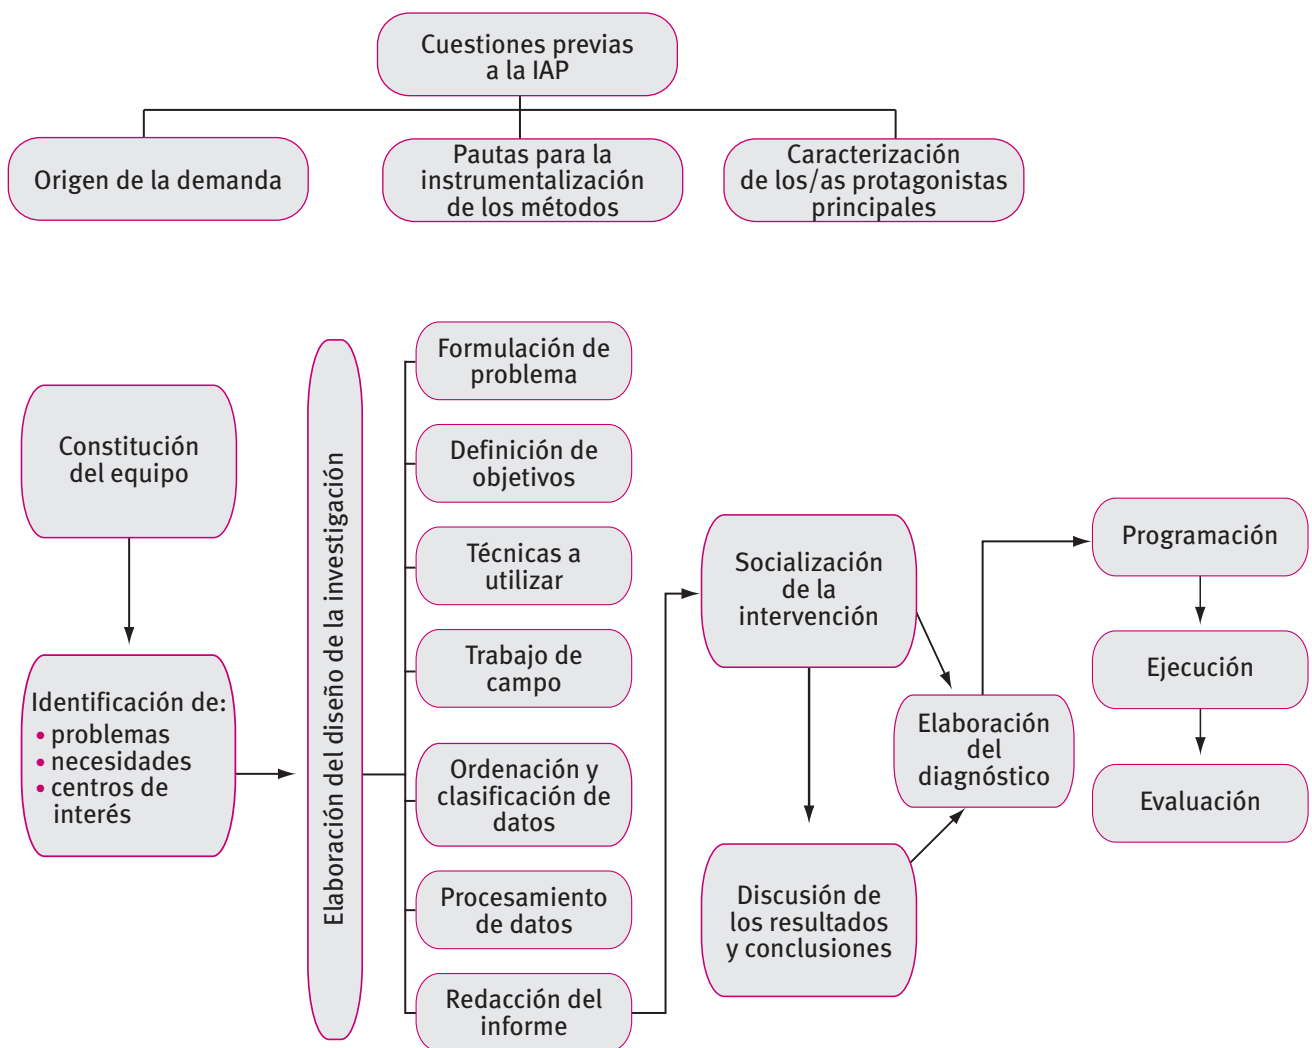 Cuestiones previas
a la IAP
Origen de la demanda
Pautas para la
instrumentalización
de los métodos
Caracterización
de los/as protagonistas
principales
Constitución
del equipo
Identificación de:
• problemas
• necesidades
• centros de
interés
Elaboración del diseño de la investigación
Formulación de
problema
Definición de
objetivos
Técnicas a
utilizar
Trabajo de
campo
Ordenación y
clasificación de
datos
Procesamiento
de datos
Redacción del
informe
Socialización
de la
intervención
Discusión de
los resultados
y conclusiones
Elaboración
del
diagnóstico
Programación
Ejecución
Evaluación